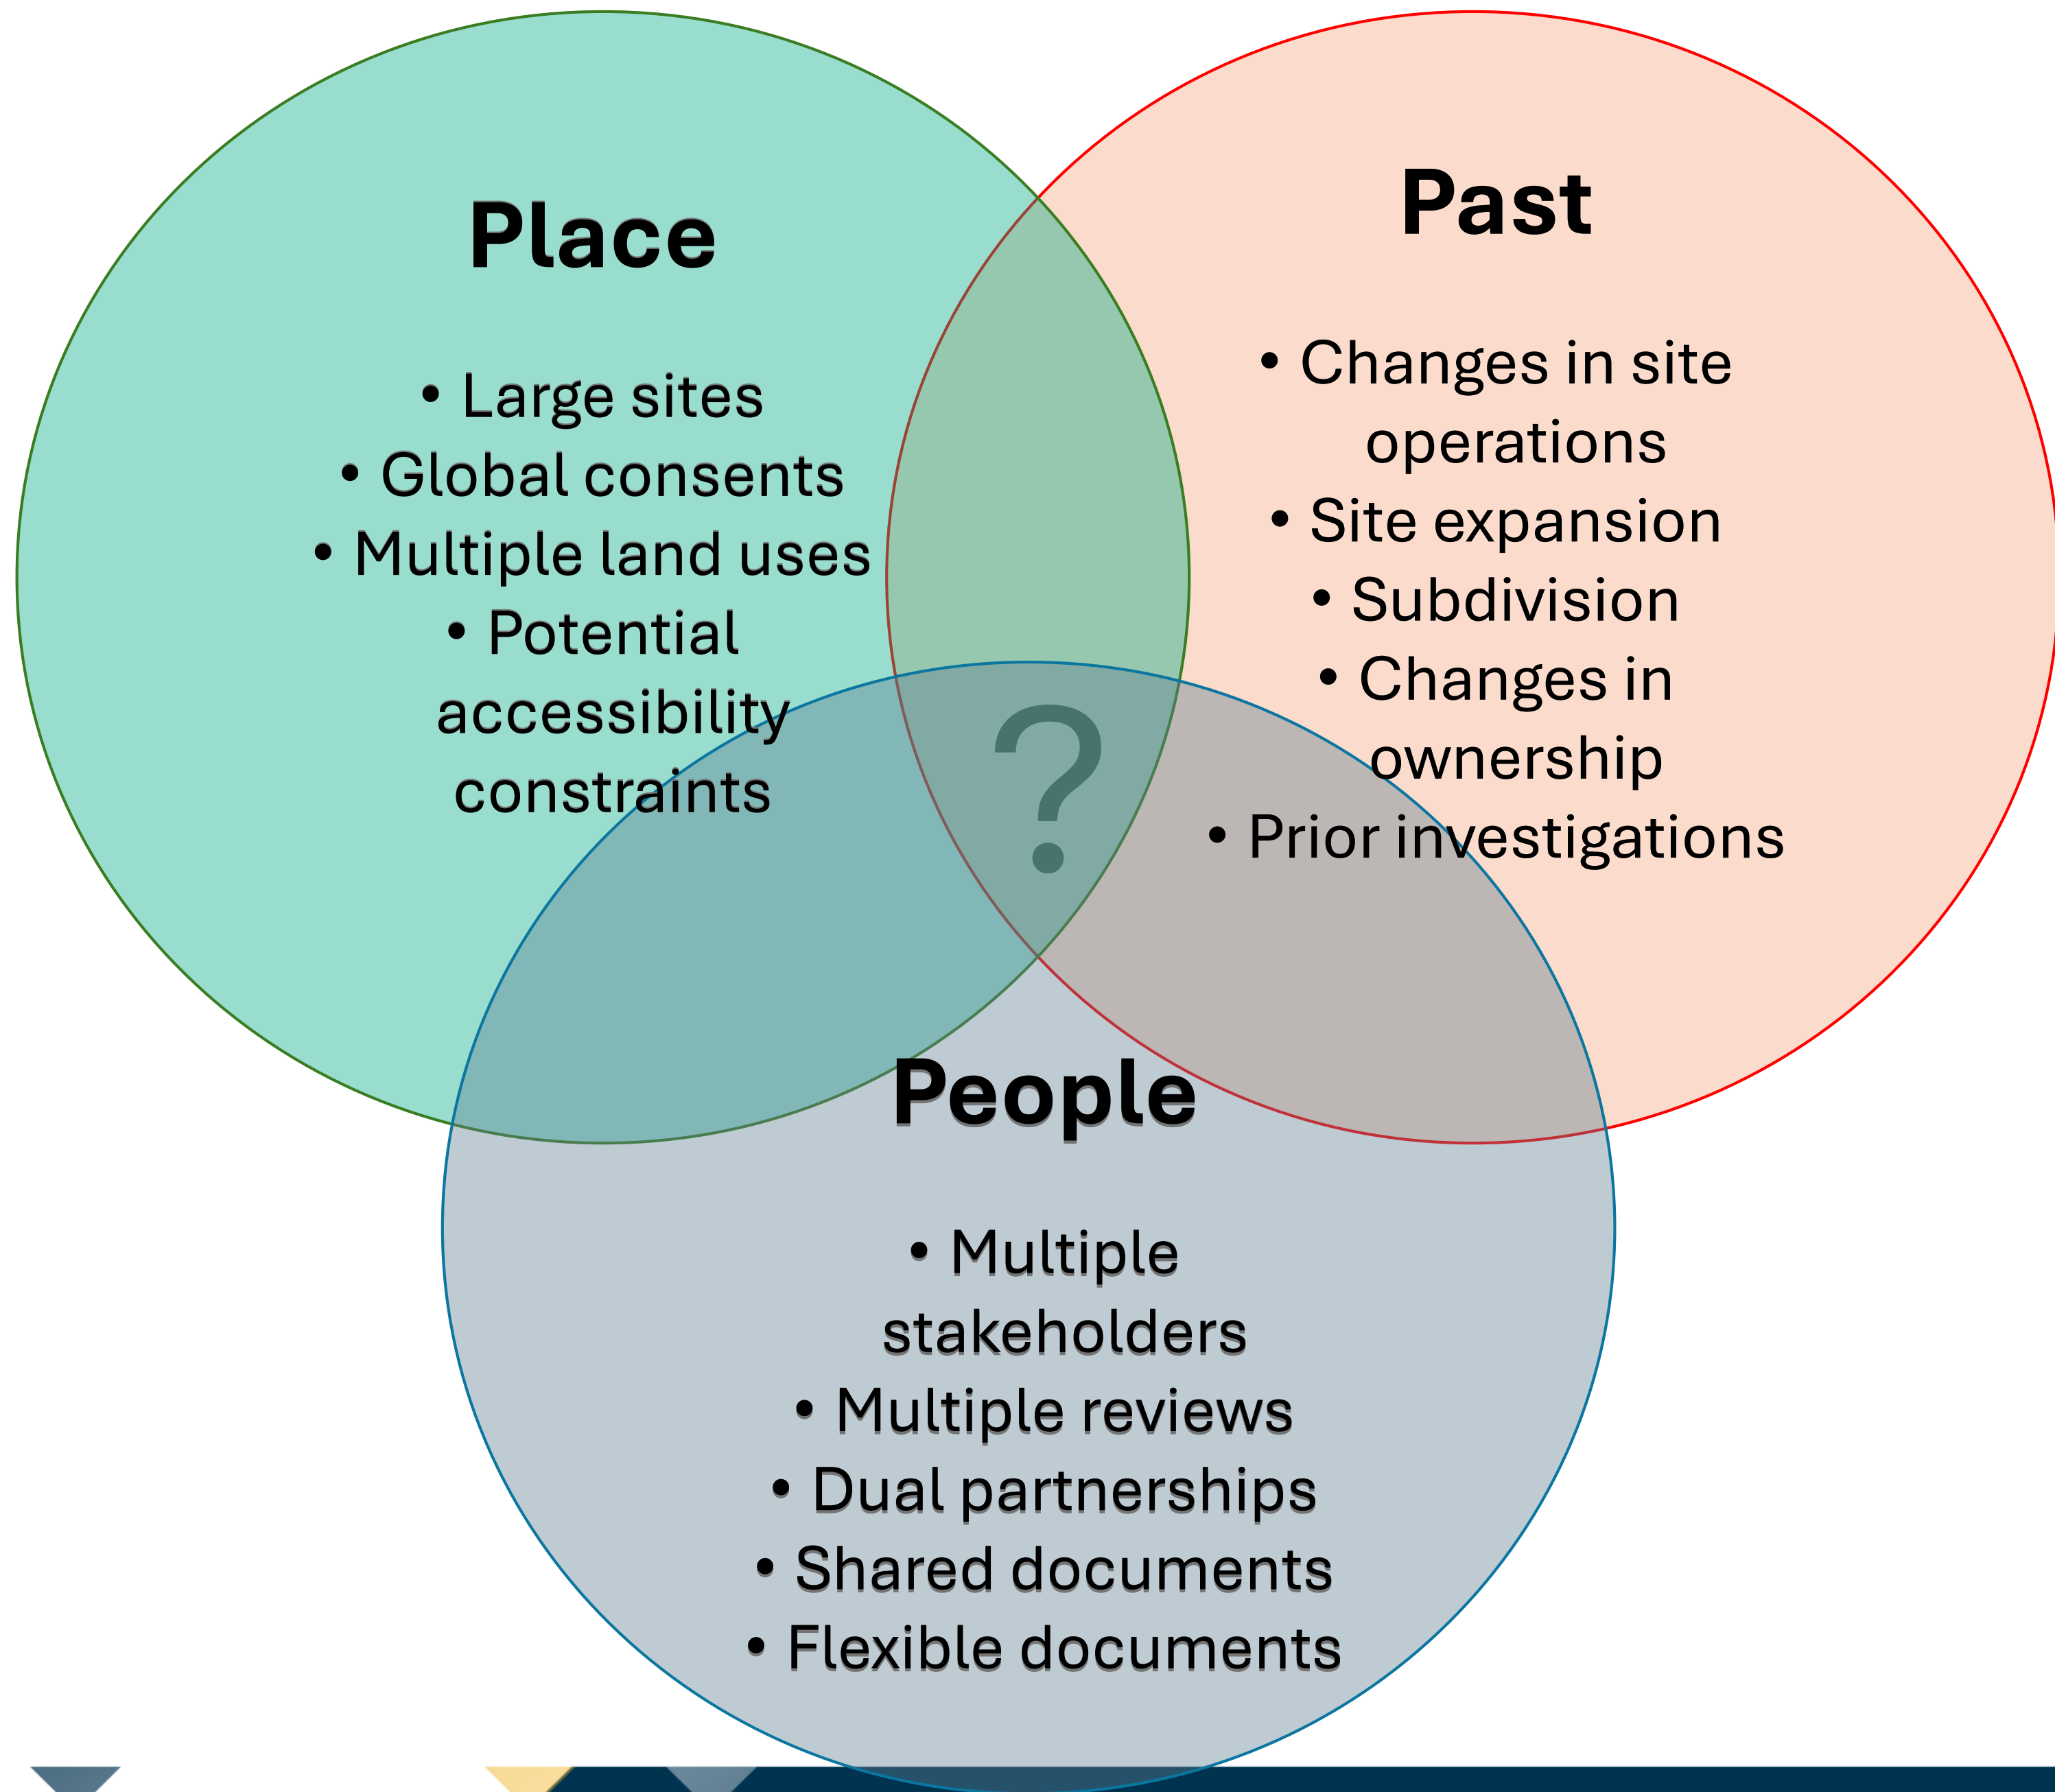 Place
• Large sites
• Global consents
• Multiple land uses
• Potential
accessibility
constraints
Past
• Changes in site
operations
• Site expansion
• Subdivision
• Changes in
ownership
• Prior investigations
?
People
• Multiple
stakeholders
• Multiple reviews
• Dual partnerships
• Shared documents
• Flexible documents